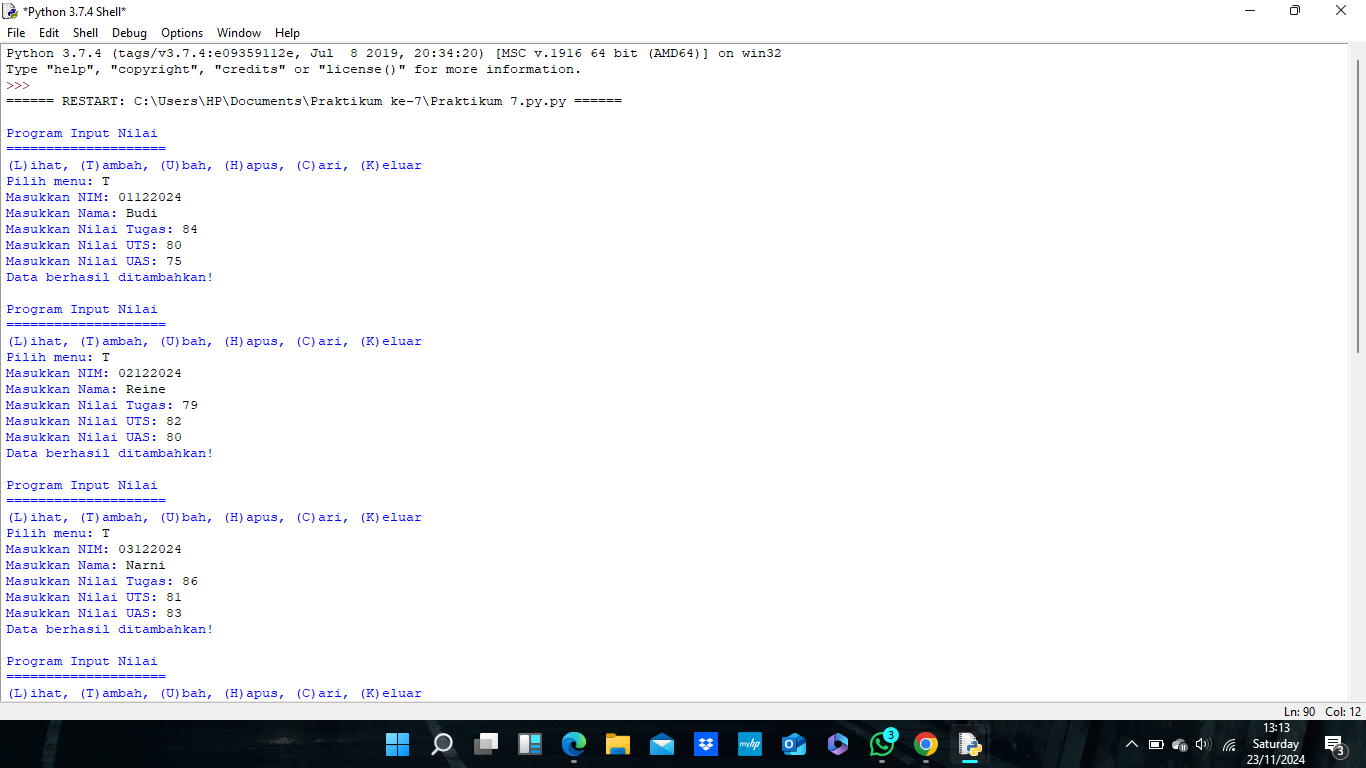 *Python 3.7.4 Shell*
File Edit Shell Debug Options Window Help
Python 3.7.4 (tags/v3.7.4:e09359112e, Jul  8 2019, 20:34:20) [MSC v.1916 64 bit (AMD64)] on win32
Type "help", "copyright", "credits" or "license()" for more information.
>>>
====== RESTART: C:\Users\HP\Documents\Praktikum ke-7\Praktikum 7.py.py ======
Program Input Nilai
====================
(L)ihat, (T)ambah, (U)bah, (H)apus, (C)ari, (K)eluar
Pilih menu: T
Masukkan NIM: 01122024
Masukkan Nama: Budi
Masukkan Nilai Tugas: 84
Masukkan Nilai UTS: 80
Masukkan Nilai UAS: 75
Data berhasil ditambahkan!
Program Input Nilai
====================
(L)ihat, (T)ambah, (U)bah, (H)apus, (C)ari, (K)eluar
Pilih menu: T
Masukkan NIM: 02122024
Masukkan Nama: Reine
Masukkan Nilai Tugas: 79
Masukkan Nilai UTS: 82
Masukkan Nilai UAS: 80
Data berhasil ditambahkan!
Program Input Nilai
====================
(L)ihat, (T)ambah, (U)bah, (H)apus, (C)ari, (K)eluar
Pilih menu: T
Masukkan NIM: 03122024
Masukkan Nama: Narni
Masukkan Nilai Tugas: 86
Masukkan Nilai UTS: 81
Masukkan Nilai UAS: 83
Data berhasil ditambahkan!
Program Input Nilai
====================
(L)ihat, (T)ambah, (U)bah, (H)apus, (C)ari, (K)eluar
Ln: 90 Col: 12
myhp
3
13:13
Saturday
23/11/2024
3